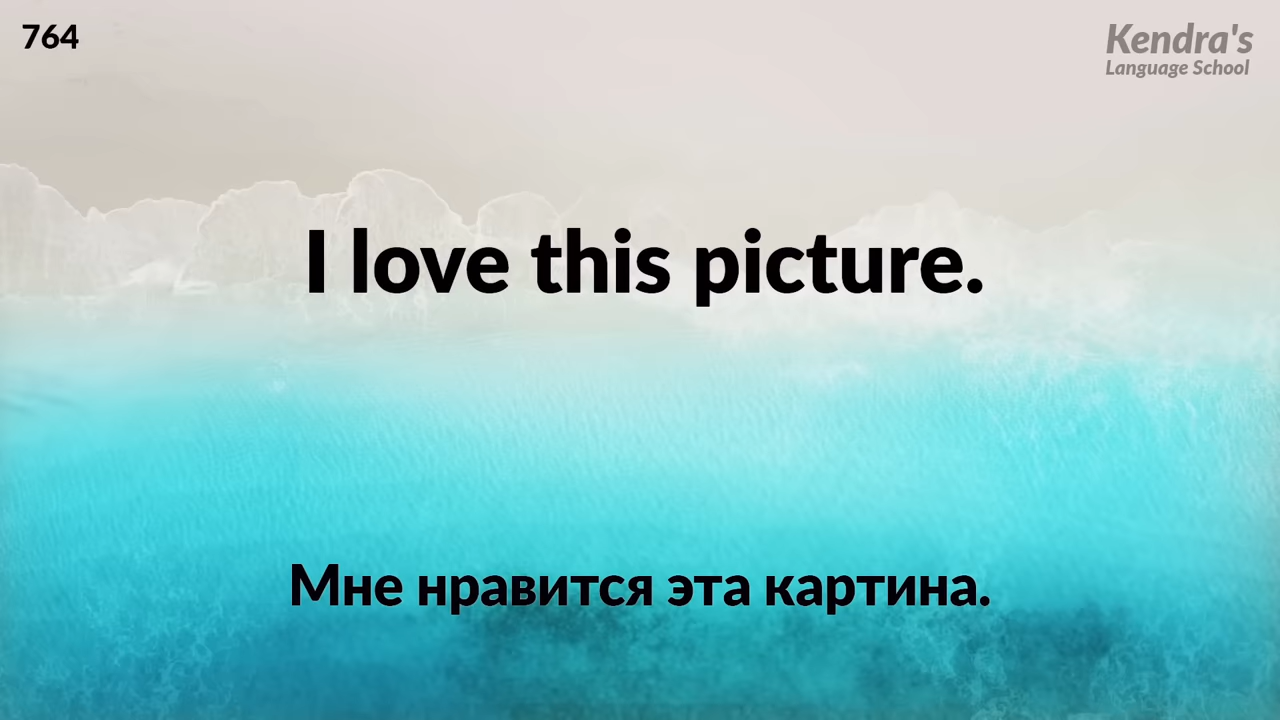 764
Kendra's
Language School
I love this picture.
Мне нравится эта картина.